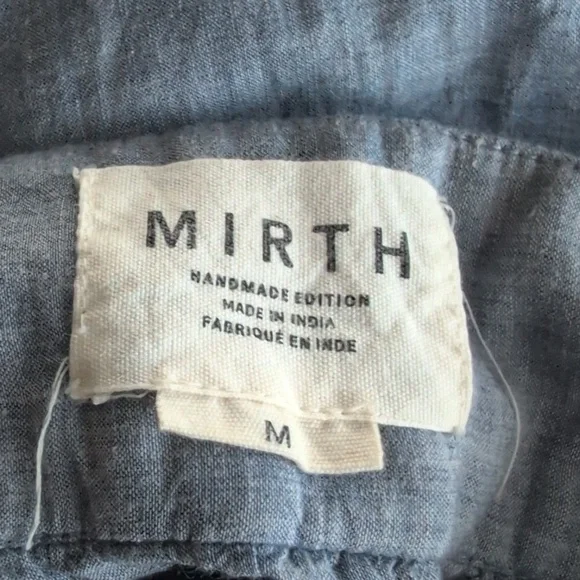 MIRTH
HANDMADE EDITION
MADE IN INDIA
FABRIQUÉ EN INDE
M